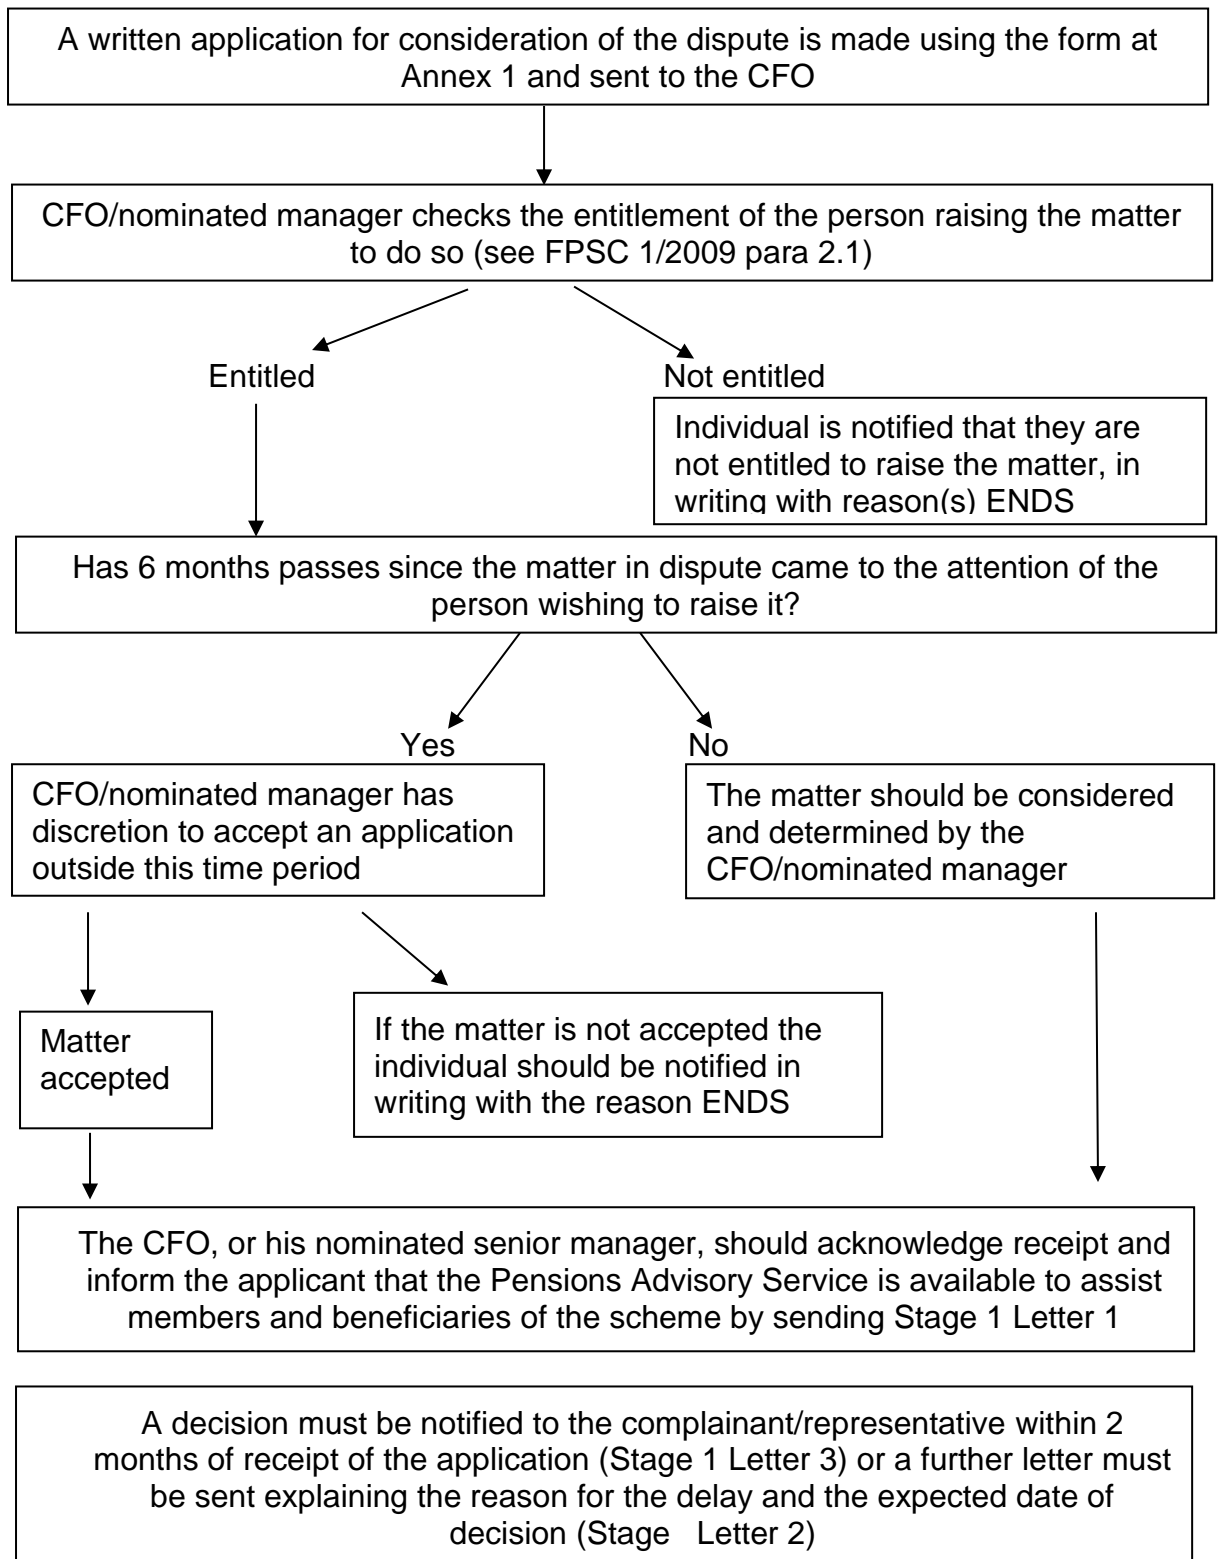 A written application for consideration of the dispute is made using the form at
Annex 1 and sent to the CFO
CFO/nominated manager checks the entitlement of the person raising the matter
to do so (see FPSC 1/2009 para 2.1)
Entitled
Not entitled
Individual is notified that they are
not entitled to raise the matter, in
writing with reason(s) ENDS
Has 6 months passes since the matter in dispute came to the attention of the
person wishing to raise it?
Yes
No
CFO/nominated manager has
discretion to accept an application
outside this time period
The matter should be considered
and determined by the
CFO/nominated manager
Matter
accepted
If the matter is not accepted the
individual should be notified in
writing with the reason ENDS
The CFO, or his nominated senior manager, should acknowledge receipt and
inform the applicant that the Pensions Advisory Service is available to assist
members and beneficiaries of the scheme by sending Stage 1 Letter 1
A decision must be notified to the complainant/representative within 2
months of receipt of the application (Stage 1 Letter 3) or a further letter must
be sent explaining the reason for the delay and the expected date of
decision (Stage   Letter 2)